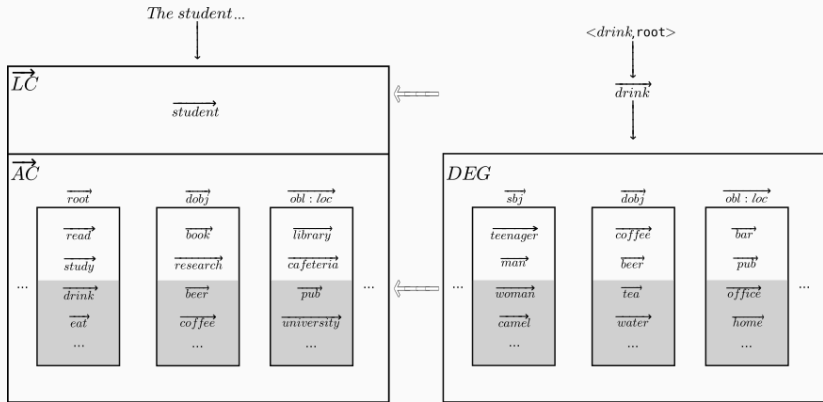 The student...
<drink,root>
LC
student
drink
AC
root dobj obl : loc
read book library
study research cafeteria
... drink beer pub ...
eat coffee university
... ... ...
DEG
sbj dobj obl : loc
teenager coffee bar
man beer pub
... woman tea office ...
camel water home
... ... ...